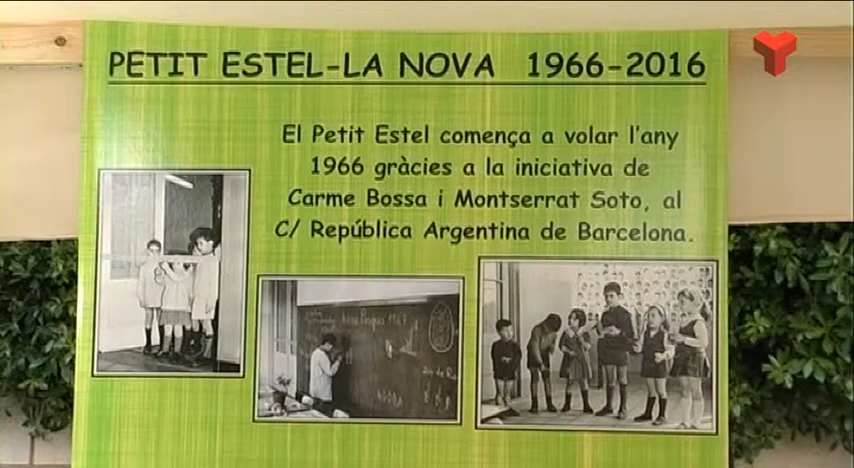 PETIT ESTEL-LA NOVA 1966-2016
El Petit Estel comença a volar l'any
1966 gràcies a la iniciativa de
Carme Bossa i Montserrat Soto, al
C/ República Argentina de Barcelona.